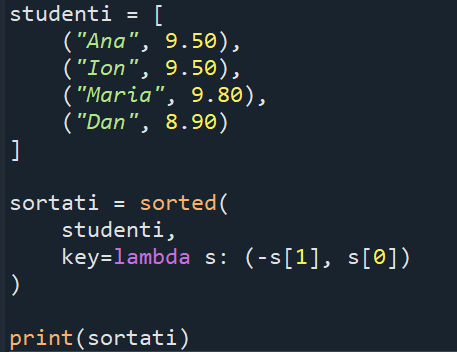 studenti = [
    ("Ana", 9.50),
    ("Ion", 9.50),
    ("Maria", 9.80),
    ("Dan", 8.90)
]

sortati = sorted(
    studenti,
    key=lambda s: (-s[1], s[0])
)

print(sortati)